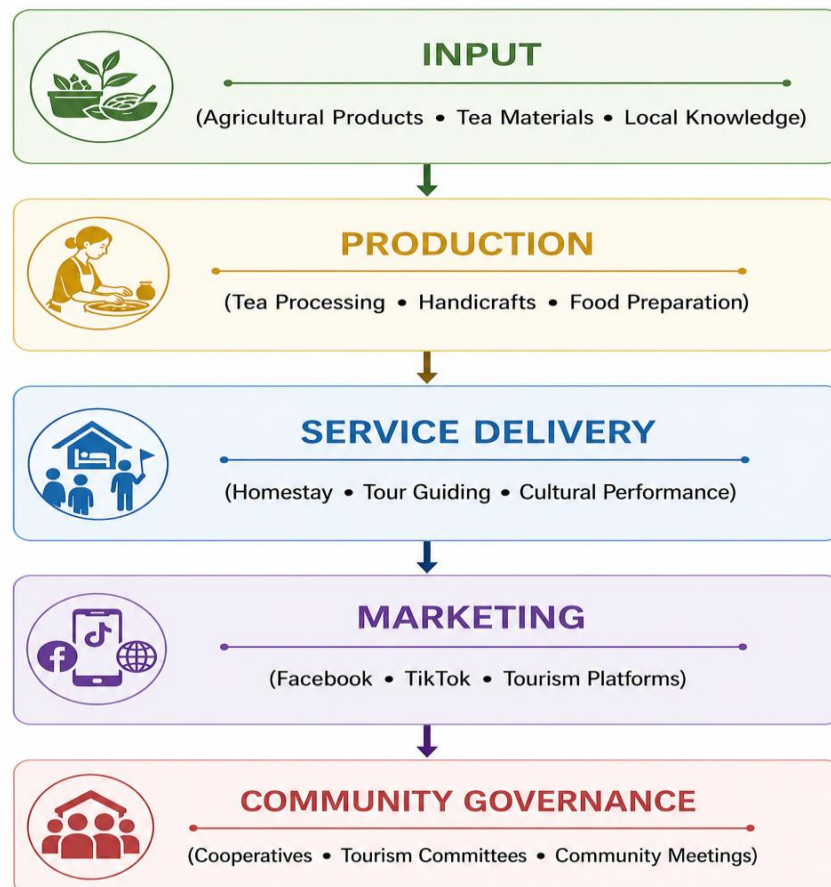 INPUT
(Agricultural Products • Tea Materials • Local Knowledge)
PRODUCTION
(Tea Processing • Handicrafts • Food Preparation)
SERVICE DELIVERY
(Homestay • Tour Guiding • Cultural Performance)
MARKETING
(Facebook • TikTok • Tourism Platforms)
COMMUNITY GOVERNANCE
(Cooperatives • Tourism Committees • Community Meetings)